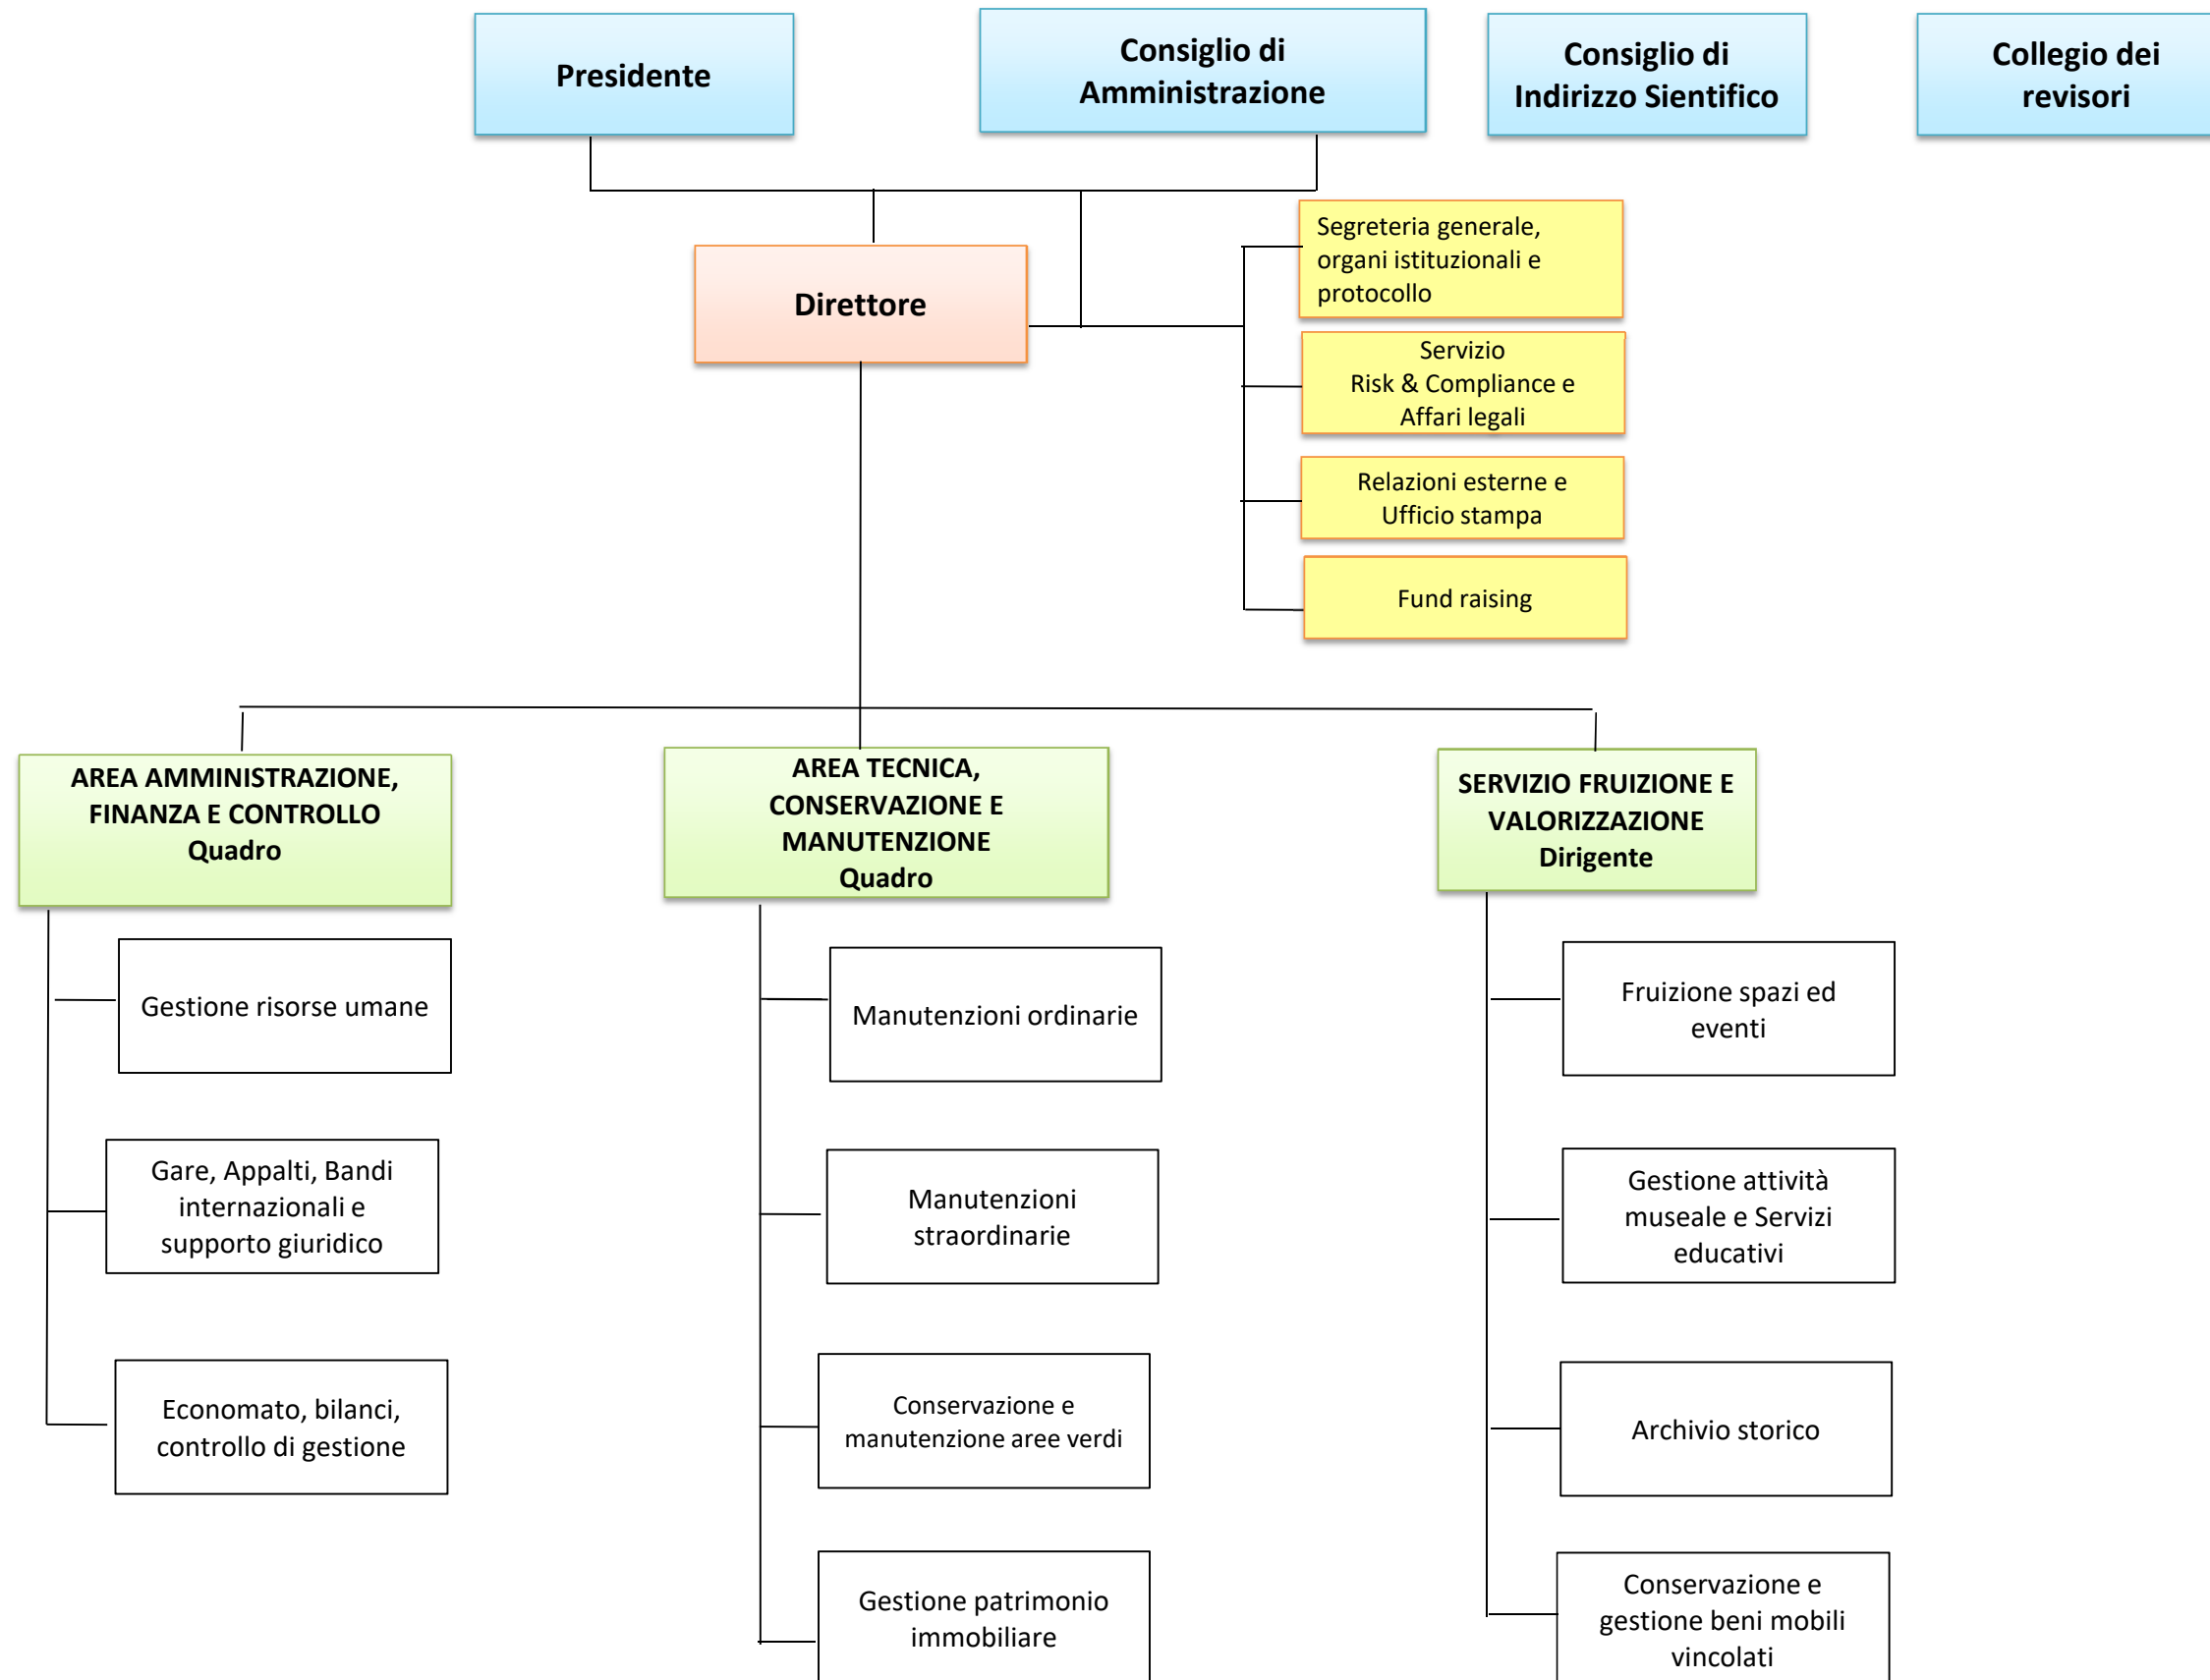 Presidente
Consiglio di
Amministrazione
Consiglio di
Indirizzo Sientifico
Collegio dei
revisori
Direttore
Segreteria generale,
organi istituzionali e
protocollo
Servizio
Risk & Compliance e
Affari legali
Relazioni esterne e
Ufficio stampa
Fund raising
AREA AMMINISTRAZIONE,
FINANZA E CONTROLLO
Quadro
Gestione risorse umane
Gare, Appalti, Bandi
internazionali e
supporto giuridico
Economato, bilanci,
controllo di gestione
AREA TECNICA,
CONSERVAZIONE E
MANUTENZIONE
Quadro
Manutenzioni ordinarie
Manutenzioni
straordinarie
Conservazione e
manutenzione aree verdi
Gestione patrimonio
immobiliare
SERVIZIO FRUIZIONE E
VALORIZZAZIONE
Dirigente
Fruizione spazi ed
eventi
Gestione attività
museale e Servizi
educativi
Archivio storico
Conservazione e
gestione beni mobili
vincolati